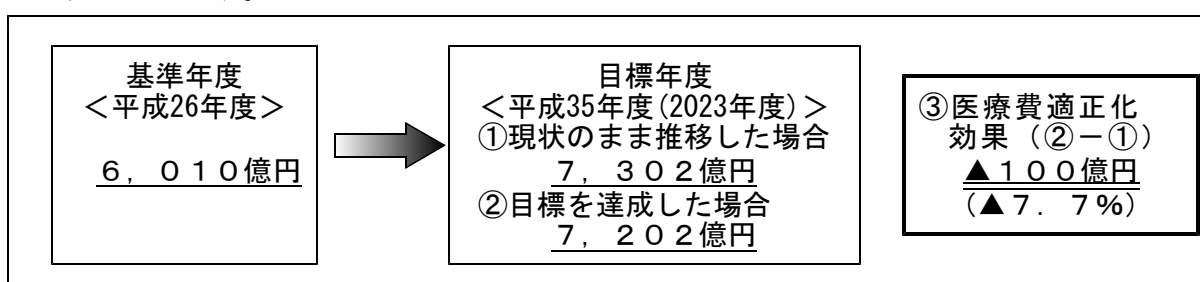 基準年度
＜平成26年度＞
６，０１０億円
目標年度
＜平成35年度(2023年度)＞
①現状のまま推移した場合
７，３０２億円
②目標を達成した場合
７，２０２億円
③医療費適正化
効果（②－①）
▲１００億円
（▲７．７％）